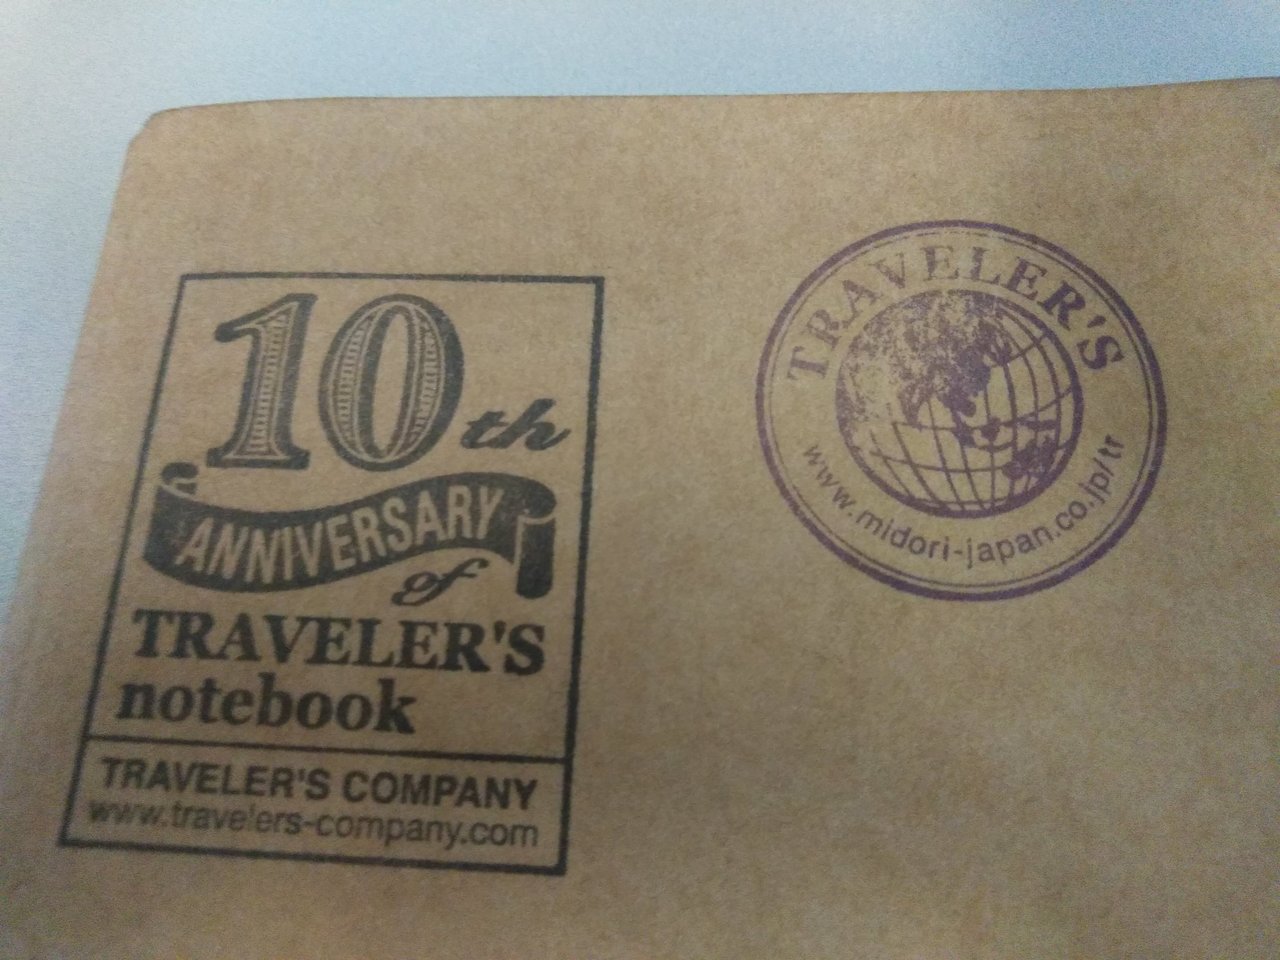 10th
ANNIVERSARY
of
TRAVELER'S
notebook
TRAVELER'S COMPANY
www.travelers-company.com
TRAVELER'S
www.midori-japan.co.jp/tr